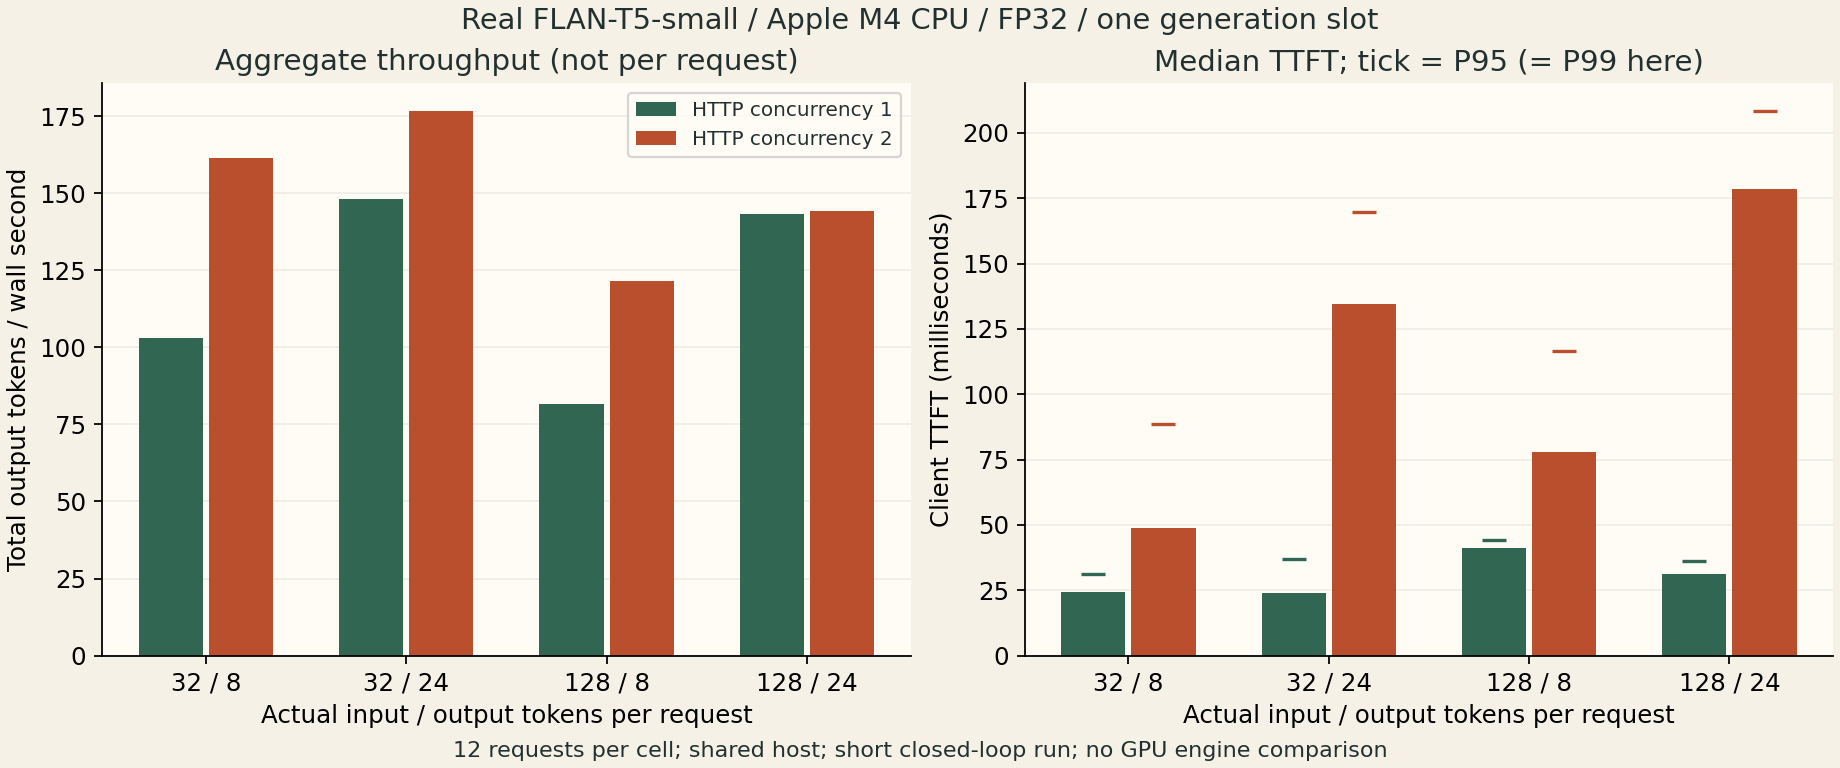 Real FLAN-T5-small / Apple M4 CPU / FP32 / one generation slot
Aggregate throughput (not per request)
Total output tokens / wall second
175
150
125
100
75
50
25
0
HTTP concurrency 1
HTTP concurrency 2
32 / 8
32 / 24
128 / 8
128 / 24
Actual input / output tokens per request
Median TTFT; tick = P95 (= P99 here)
Client TTFT (milliseconds)
200
175
150
125
100
75
50
25
0
32 / 8
32 / 24
128 / 8
128 / 24
Actual input / output tokens per request
12 requests per cell; shared host; short closed-loop run; no GPU engine comparison